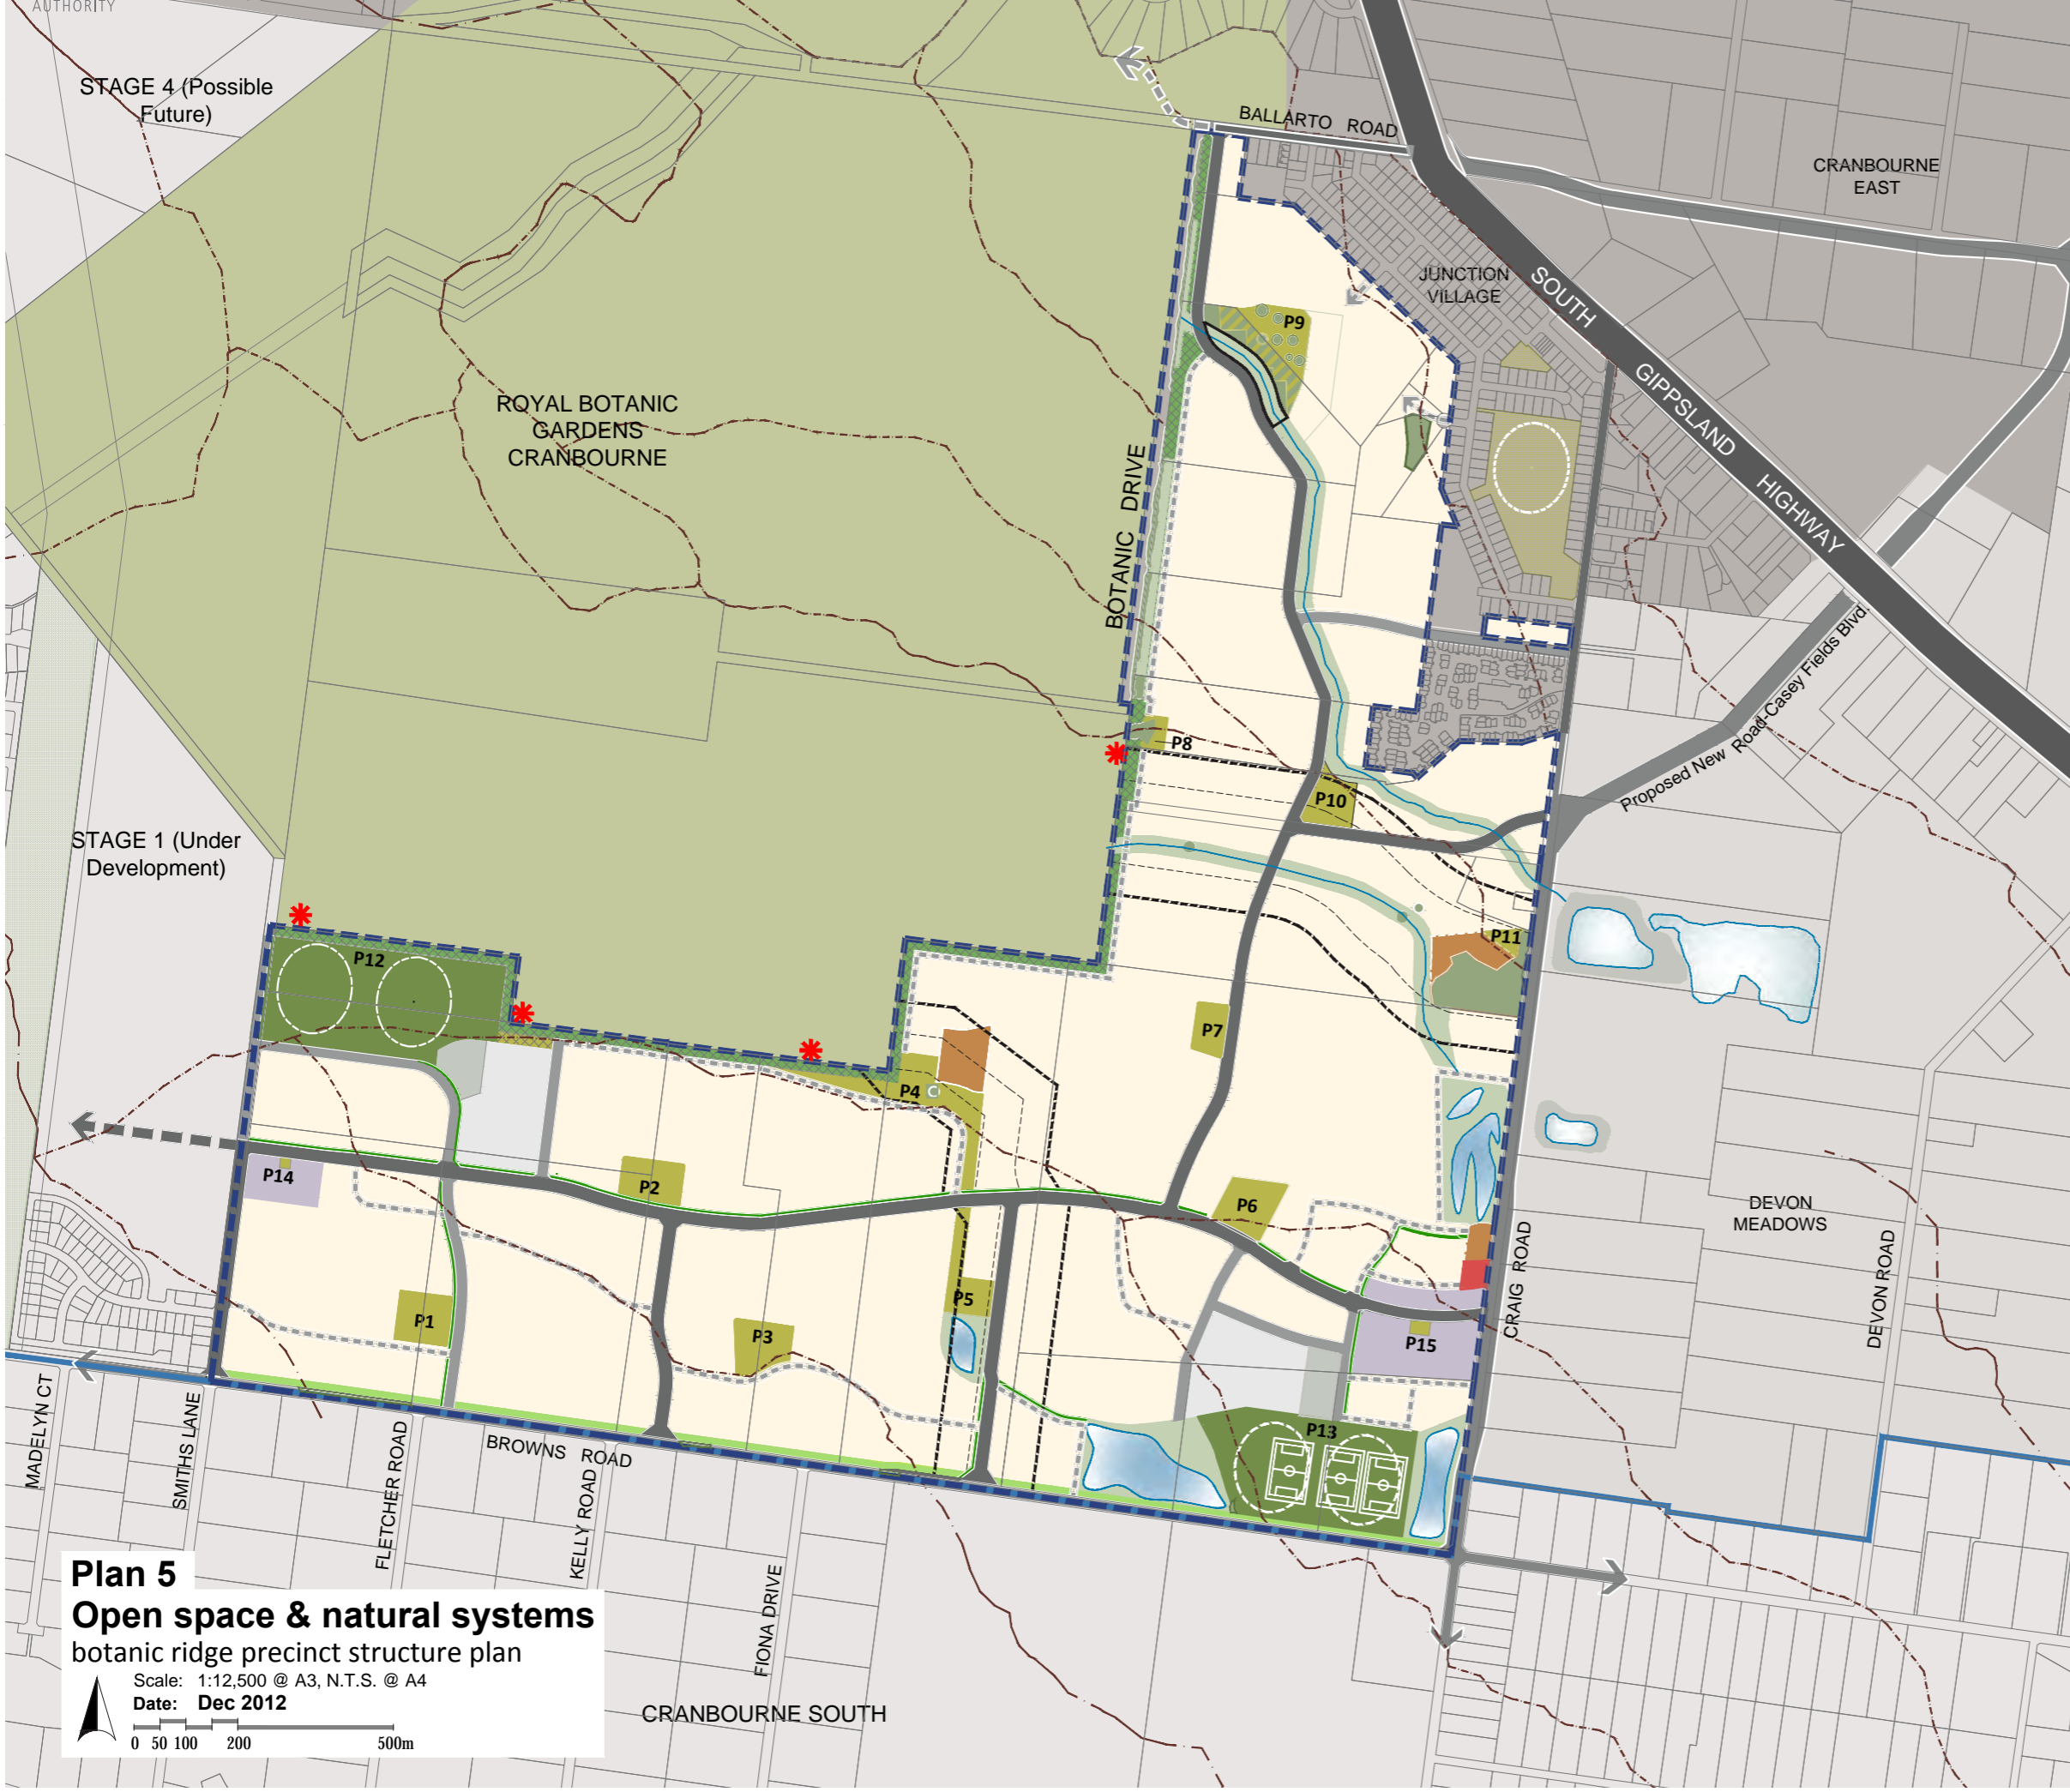 AUTHORITY
STAGE 4 (Possible
Future)
BALLARTO ROAD
CRANBOURNE
EAST
JUNCTION
VILLAGE
SOUTH GIPPSLAND HIGHWAY
P9
ROYAL BOTANIC
GARDENS
CRANBOURNE
BOTANIC DRIVE
Proposed New Road-Casey Fields Blvd.
P8
P10
STAGE 1 (Under
Development)
P11
P12
P7
P4
C
P14
P2
P6
DEVON
MEADOWS
CRAIG ROAD
DEVON ROAD
P5
P1
P3
P15
P13
MADELYN CT
SMITHS LANE
FLETCHER ROAD
BROWNS ROAD
KELLY ROAD
FIONA DRIVE
CRANBOURNE SOUTH
Plan 5
Open space & natural systems
botanic ridge precinct structure plan
Scale: 1:12,500 @ A3, N.T.S. @ A4
Date: Dec 2012
0 50 100 200 500m